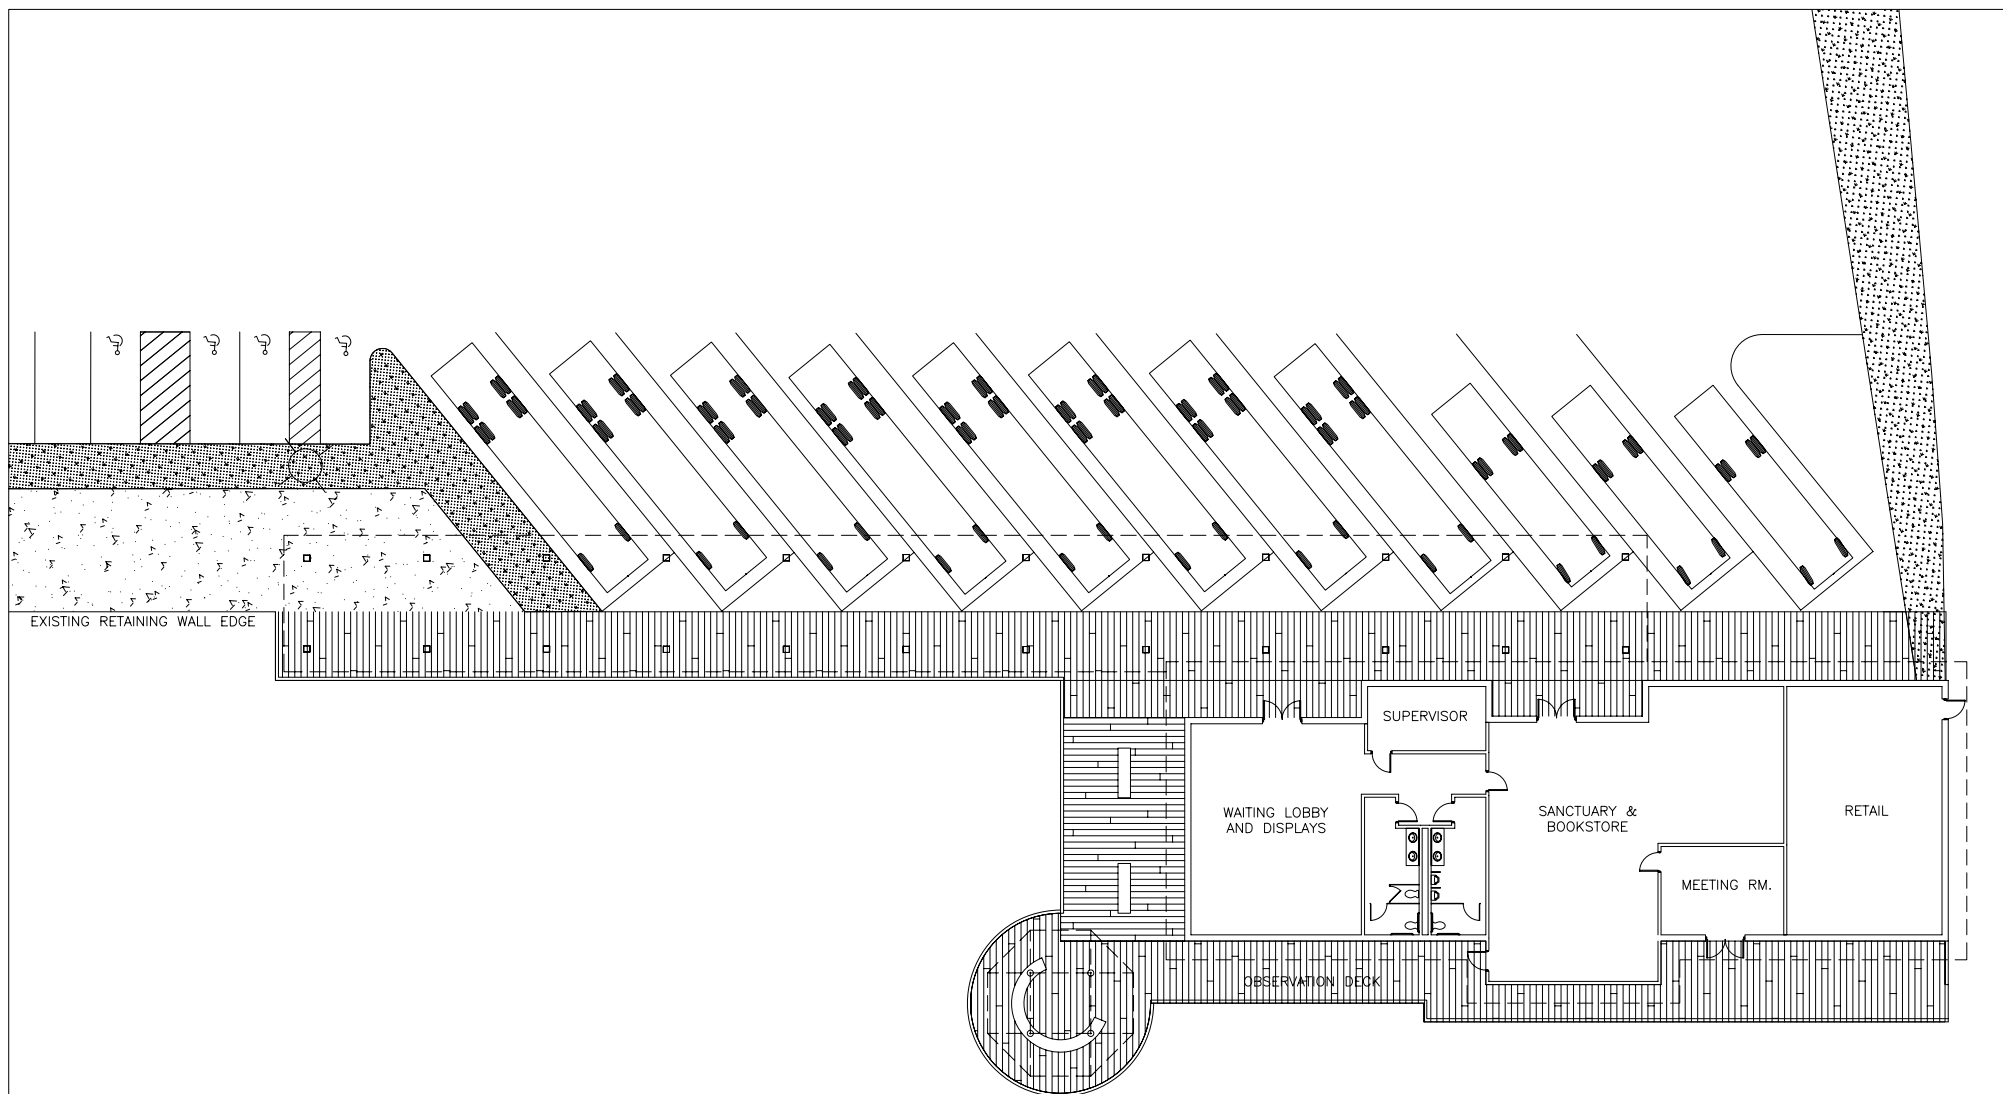 EXISTING RETAINING WALL EDGE
SUPERVISOR
WAITING LOBBY
AND DISPLAYS
SANCTUARY &
BOOKSTORE
RETAIL
MEETING RM.
OBSERVATION DECK